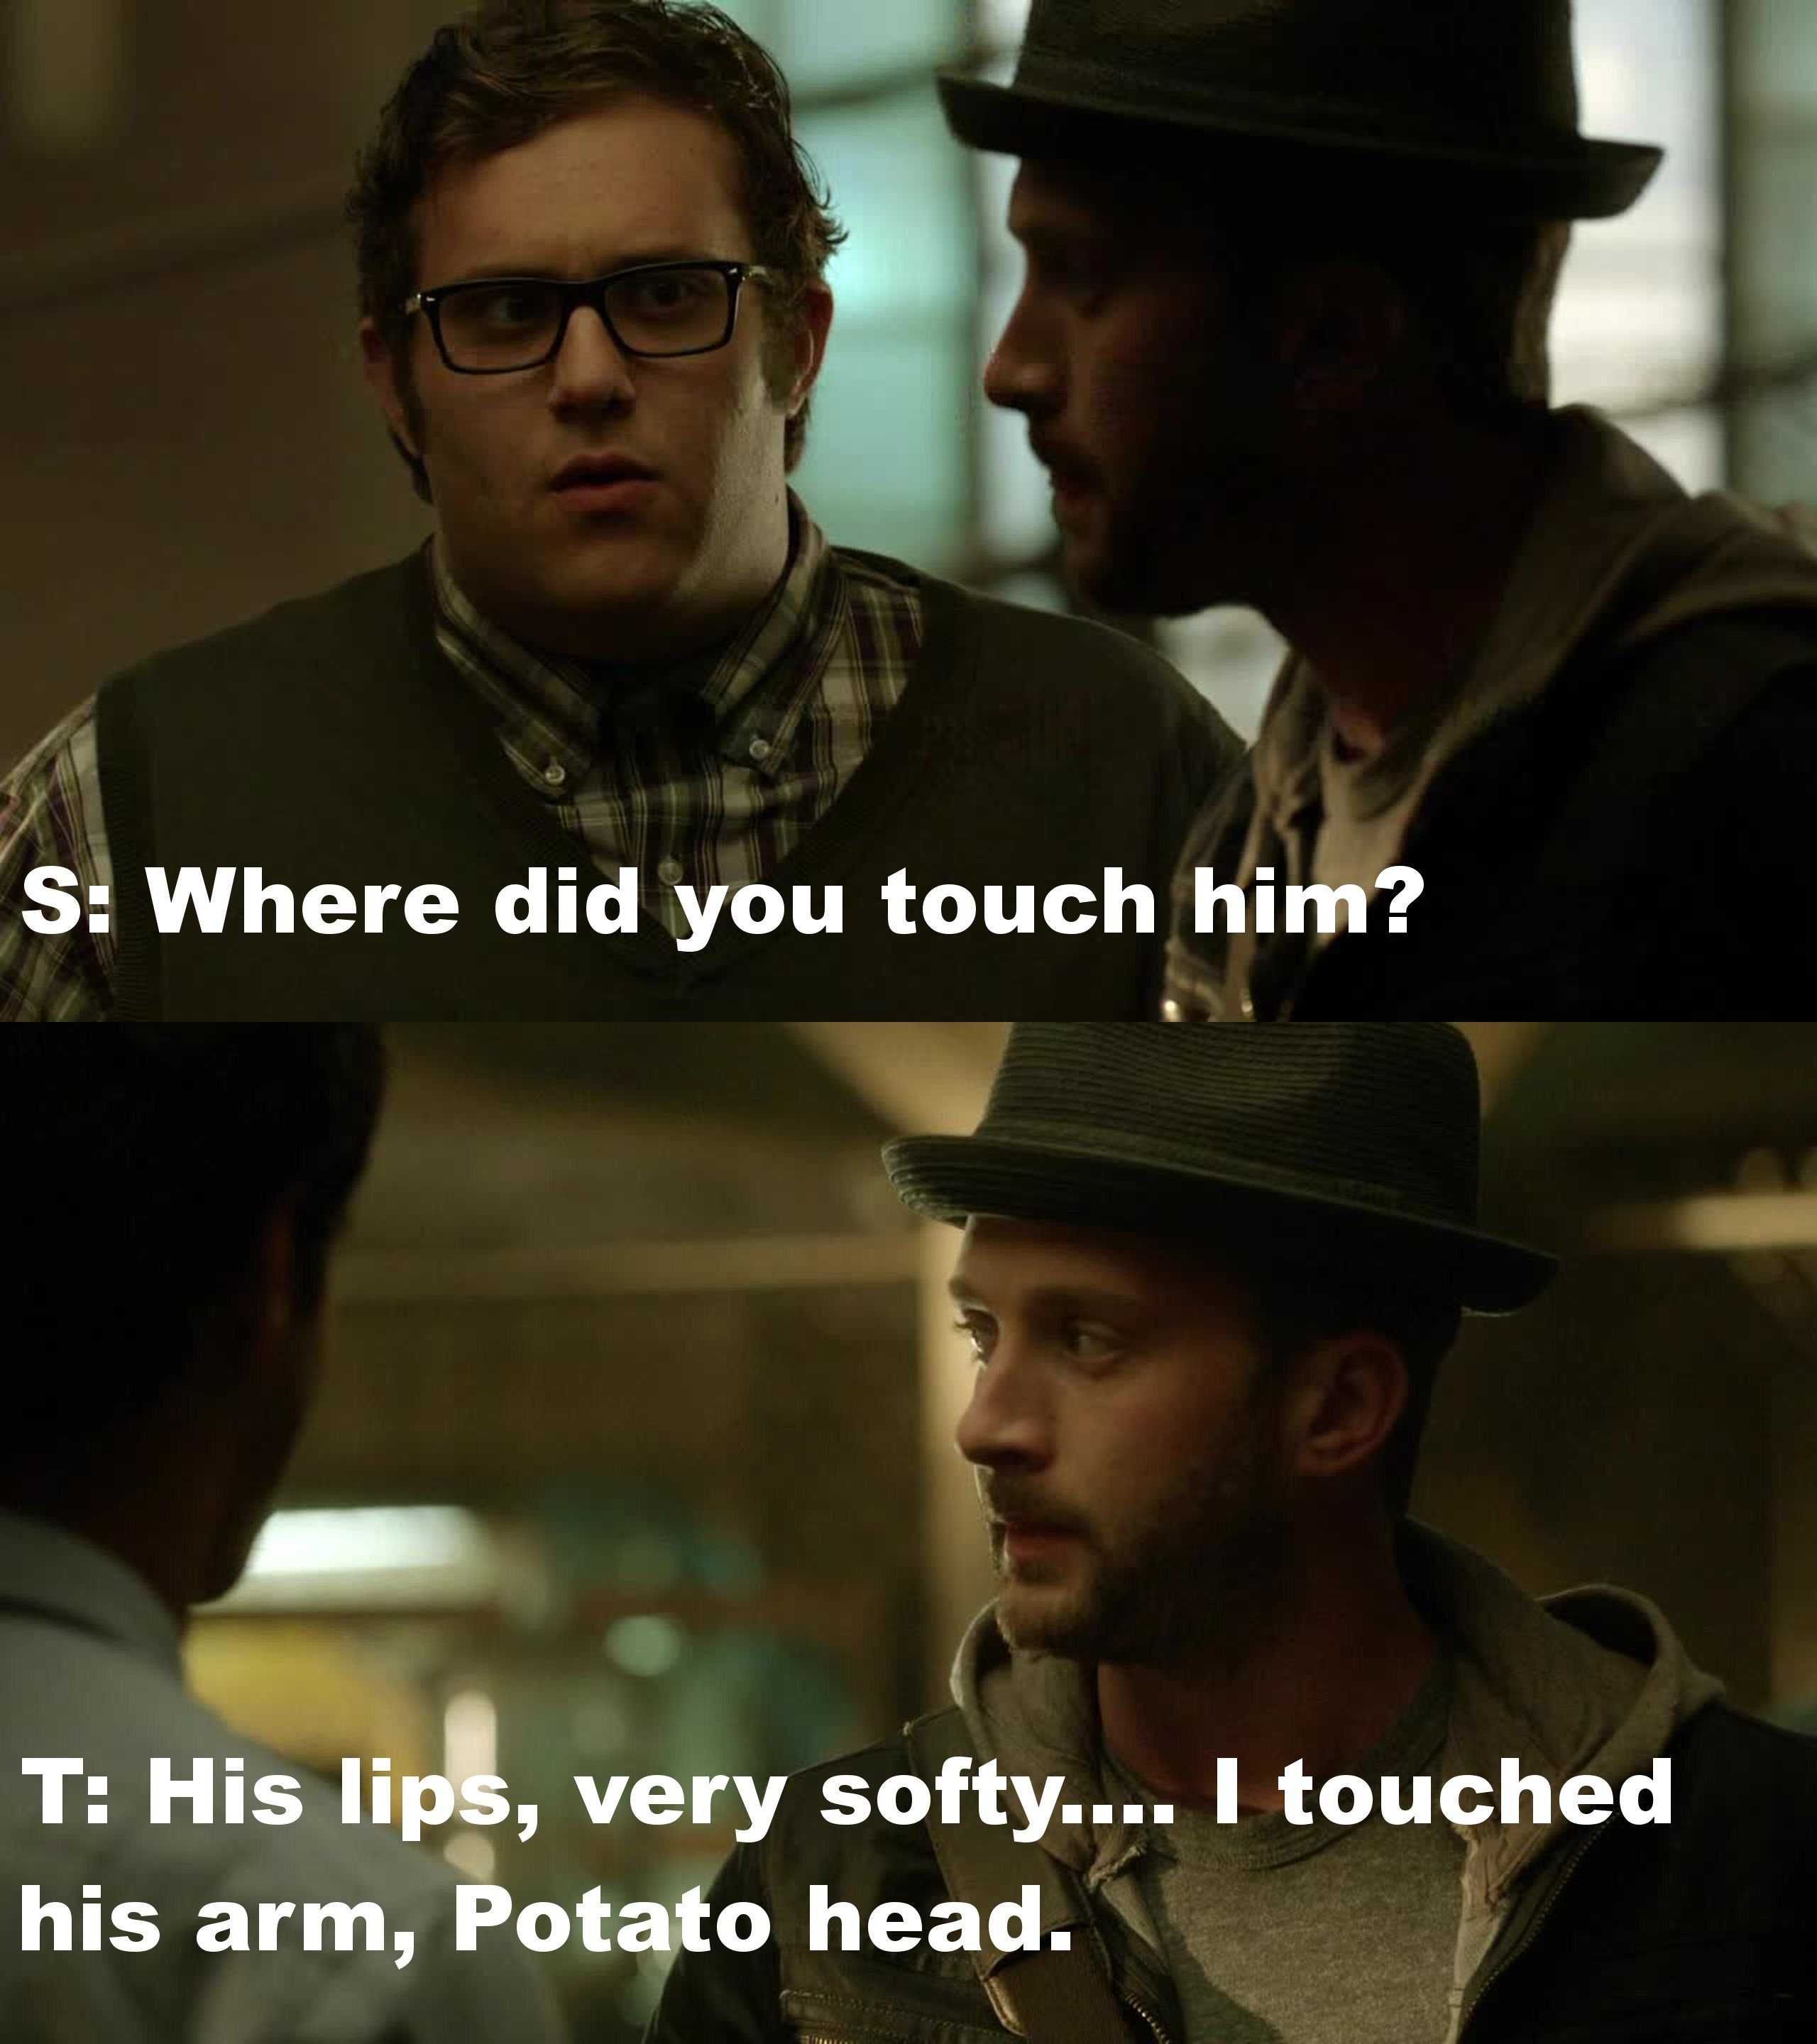 S: Where did you touch him?
T: His lips, very softy.... I touched
his arm, Potato head.